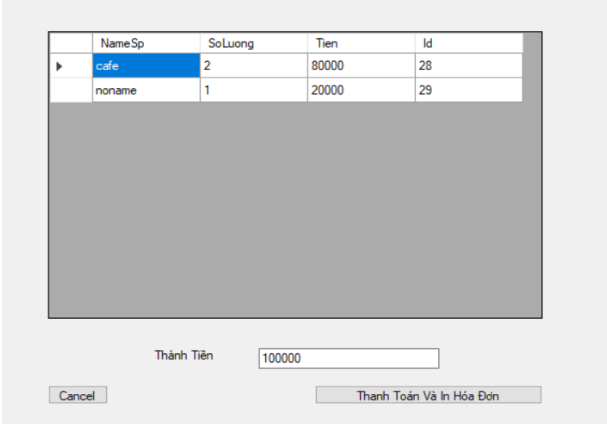 NameSp SoLuong Tien Id
cafe 2 80000 28
noname 1 20000 29
Thành Tiền 100000
Cancel Thanh Toán Và In Hóa Đơn